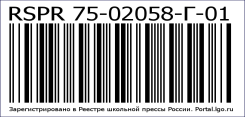 RSPR 75-02058-Г-01
Зарегистрировано в Реестре школьной прессы России. Portal.lgo.ru